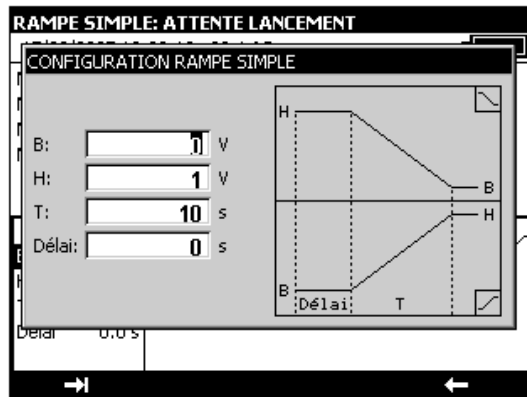 RAMPE SIMPLE: ATTENTE LANCEMENT
CONFIGURATION RAMPE SIMPLE
B: 0 V
H: 1 V
T: 10 s
Délai: 0 s
H
B
H
B
Délai T
Délai 0.0 s